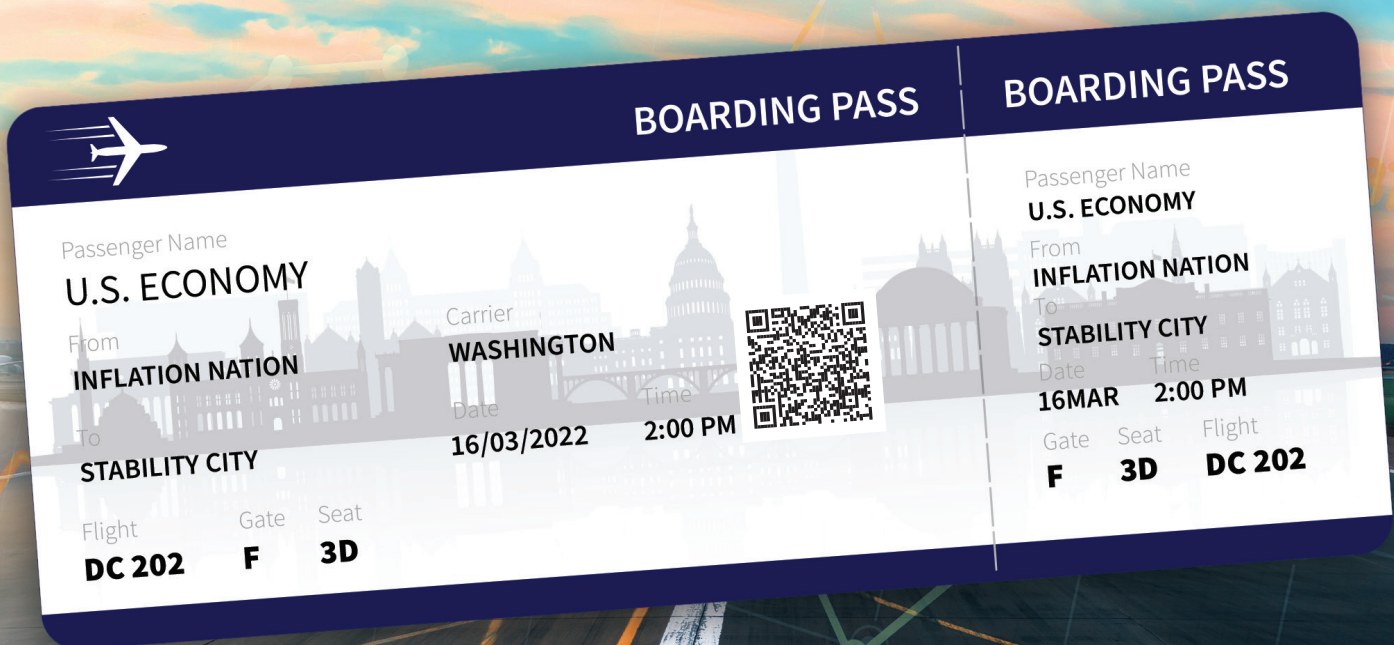 BOARDING PASS
Passenger Name
U.S. ECONOMY
From
INFLATION NATION
To
STABILITY CITY
Carrier
WASHINGTON
Date Time
16/03/2022 2:00 PM
Flight Gate Seat
DC 202 F 3D
BOARDING PASS
Passenger Name
U.S. ECONOMY
From
INFLATION NATION
To
STABILITY CITY
Date Time
16MAR 2:00 PM
Gate Seat Flight
F 3D DC 202